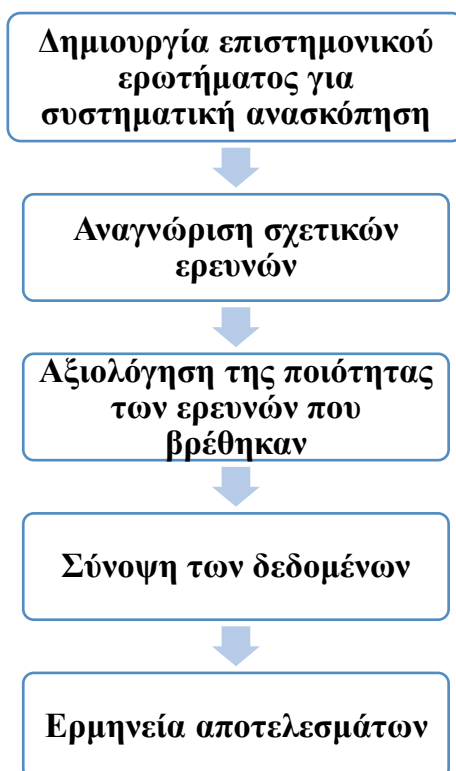 Δημιουργία επιστημονικού
ερωτήματος για
συστηματική ανασκόπηση
Αναγνώριση σχετικών
ερευνών
Αξιολόγηση της ποιότητας
των ερευνών που
βρέθηκαν
Σύνοψη των δεδομένων
Ερμηνεία αποτελεσμάτων